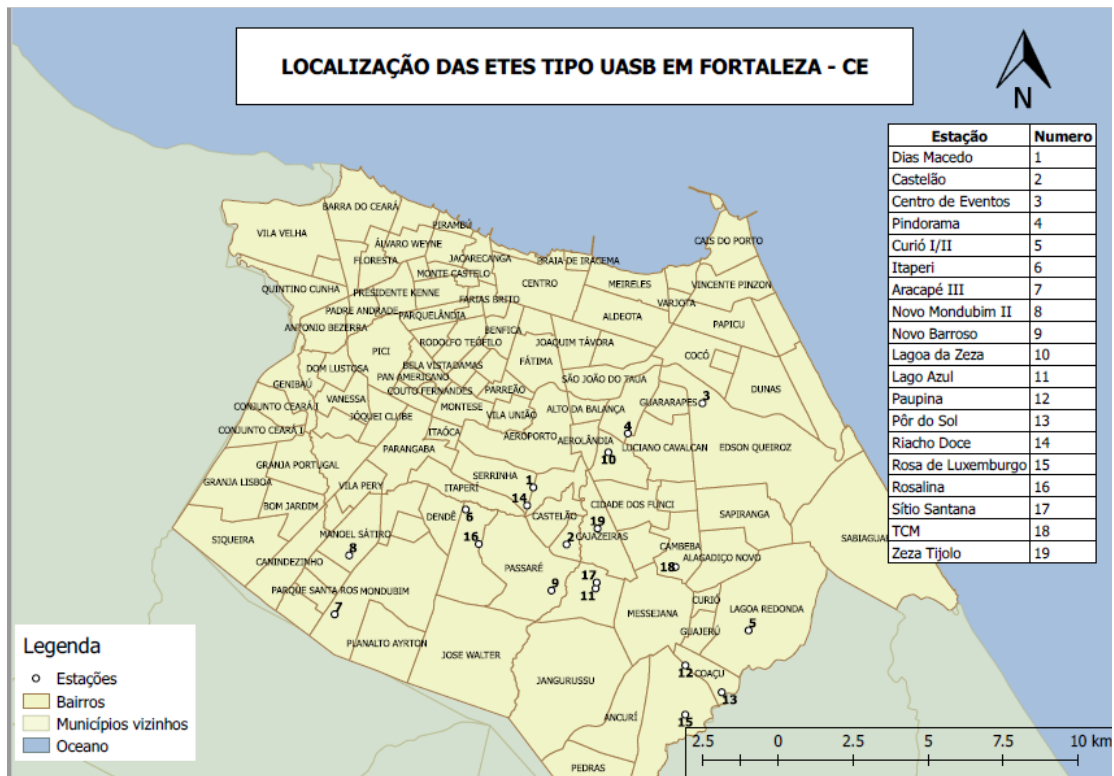 LOCALIZAÇÃO DAS ETES TIPO UASB EM FORTALEZA - CE
N
Estação Numero
Dias Macedo 1
Castelão 2
Centro de Eventos 3
Pindorama 4
Curió I/II 5
Itaperi 6
Aracapé III 7
Novo Mondubim II 8
Novo Barroso 9
Lagoa da Zeza 10
Lago Azul 11
Paupina 12
Pôr do Sol 13
Riacho Doce 14
Rosa de Luxemburgo 15
Rosalina 16
Sítio Santana 17
TCM 18
Zeza Tijolo 19
BARRA DO CEARÁ
VILA VELHA
PIRAMBÚ
ÁLVARO WEYNE
CAIS DO PORTO
FLORESTA
JACARECANGA
BRAIA DE IRACEMA
MONTE CASTELO
QUINTINO CUNHA
PRESIDENTE KENNE
CENTRO
MEIRELES
VINCENTE PINZON
FARIAS BRITO
VARJOTA
PADRE ANDRADE
PARQUELÂNDIA
ALDEOTA
PAPICU
ANTONIO BEZERRA
BENFICA
RODOLFO TEÓFILO
JOAQUIM TÁVORA
PICI
COCÓ
FÁTIMA
DOM LUSTOSA
BELA VISTA
DAMAS
PAN AMERICANO
SÃO JOÃO DO TAUA
GENIBAÚ
COUTO FERNANDES
PARREÃO
DUNAS
VANESSA
GUARARAPES
3
CONJUNTO CEARÁ I
MONTESE
VILA UNIÃO
ALTO DA BALANÇA
JÓQUEI CLUBE
4
CONJUNTO CEARÁ I
ITAÓCA
AEROPORTO
AEROLÂNDIA
LUCIANO CAVALCAN
EDSON QUEIROZ
PARANGABA
10
GRANJA PORTUGAL
SERRINHA
GRANJA LISBOA
VILA PERY
ITAPERÍ
1
BOM JARDIM
14
CIDADE DOS FUNCI
DENDÊ
6
CASTELÃO
SAPIRANGA
19
MANOEL SÁTIRO
CAJAZEIRAS
SIQUEIRA
16
2
SABIAGUA
8
CAMBEBA
CANINDEZINHO
ALAGADIÇO NOVO
PASSARÉ
18
17
PARQUE SANTA ROS
MONDUBIM
9
11
CURIÓ
7
MESSEJANA
LAGOA REDONDA
5
GUAJERÚ
PLANALTO AYRTON
JOSE WALTER
12
COAÇU
JANGURUSSU
13
ANCURÍ
15
PEDRAS
Legenda
Estações
Bairros
Municípios vizinhos
Oceano
2.5 0 2.5 5 7.5 10 km